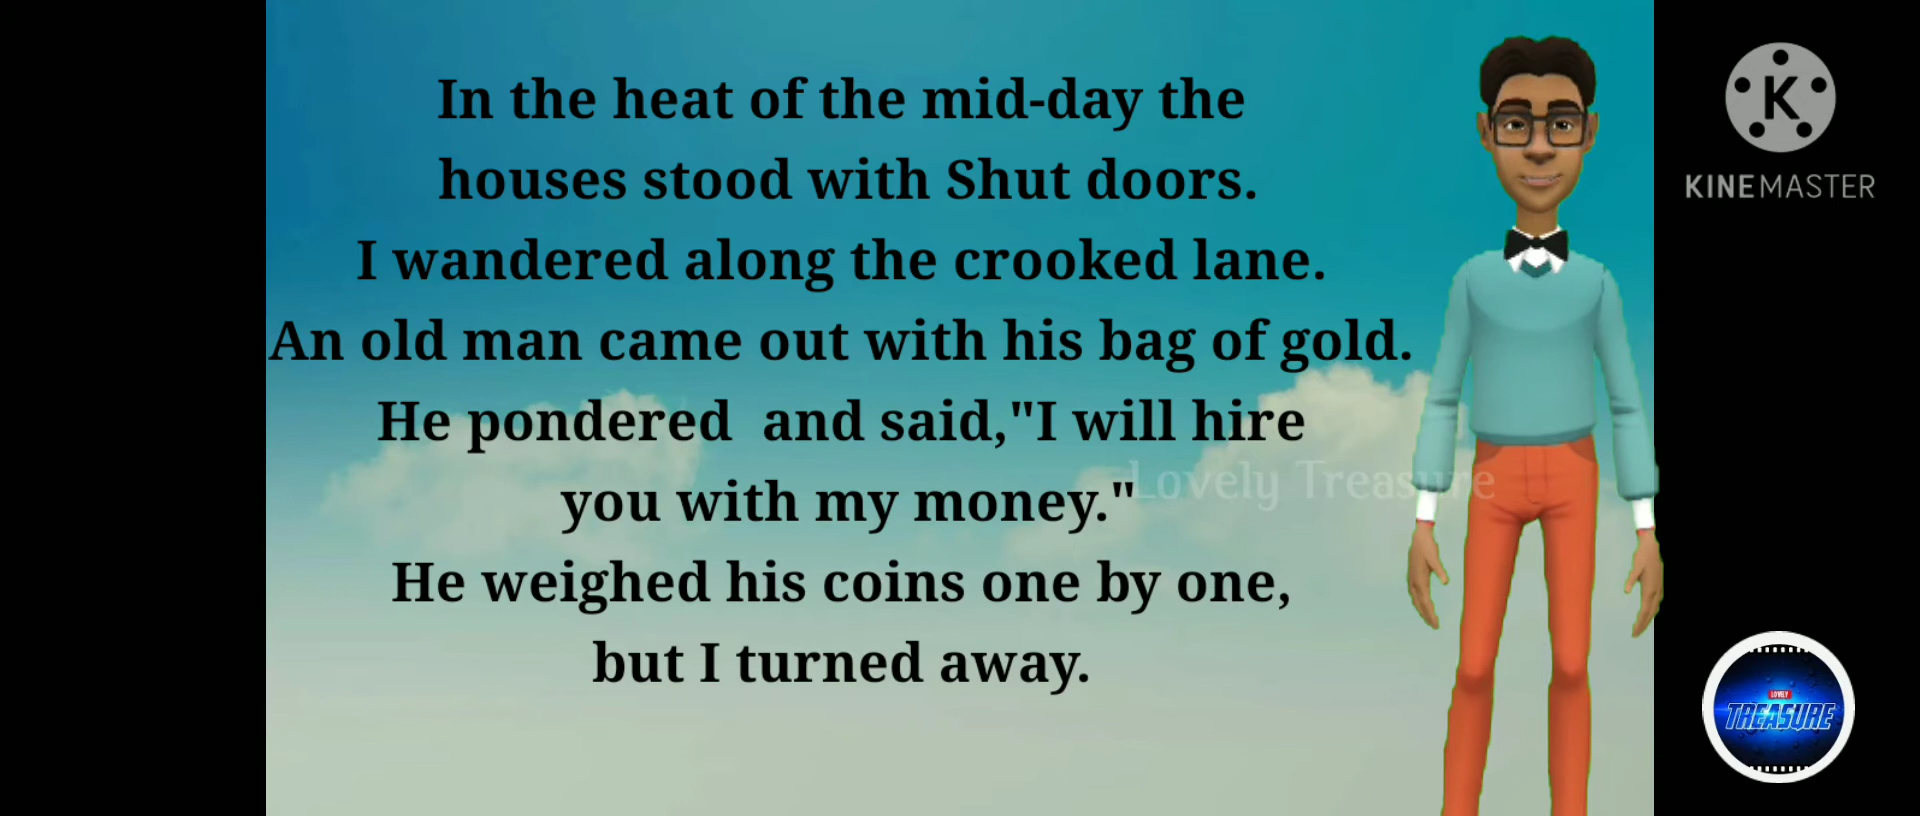 In the heat of the mid-day the
houses stood with Shut doors.
I wandered along the crooked lane.
An old man came out with his bag of gold.
He pondered  and said,"I will hire
you with my money."
He weighed his coins one by one,
but I turned away.
Lovely Treasure
K
KINEMASTER
LOVELY
TREASURE